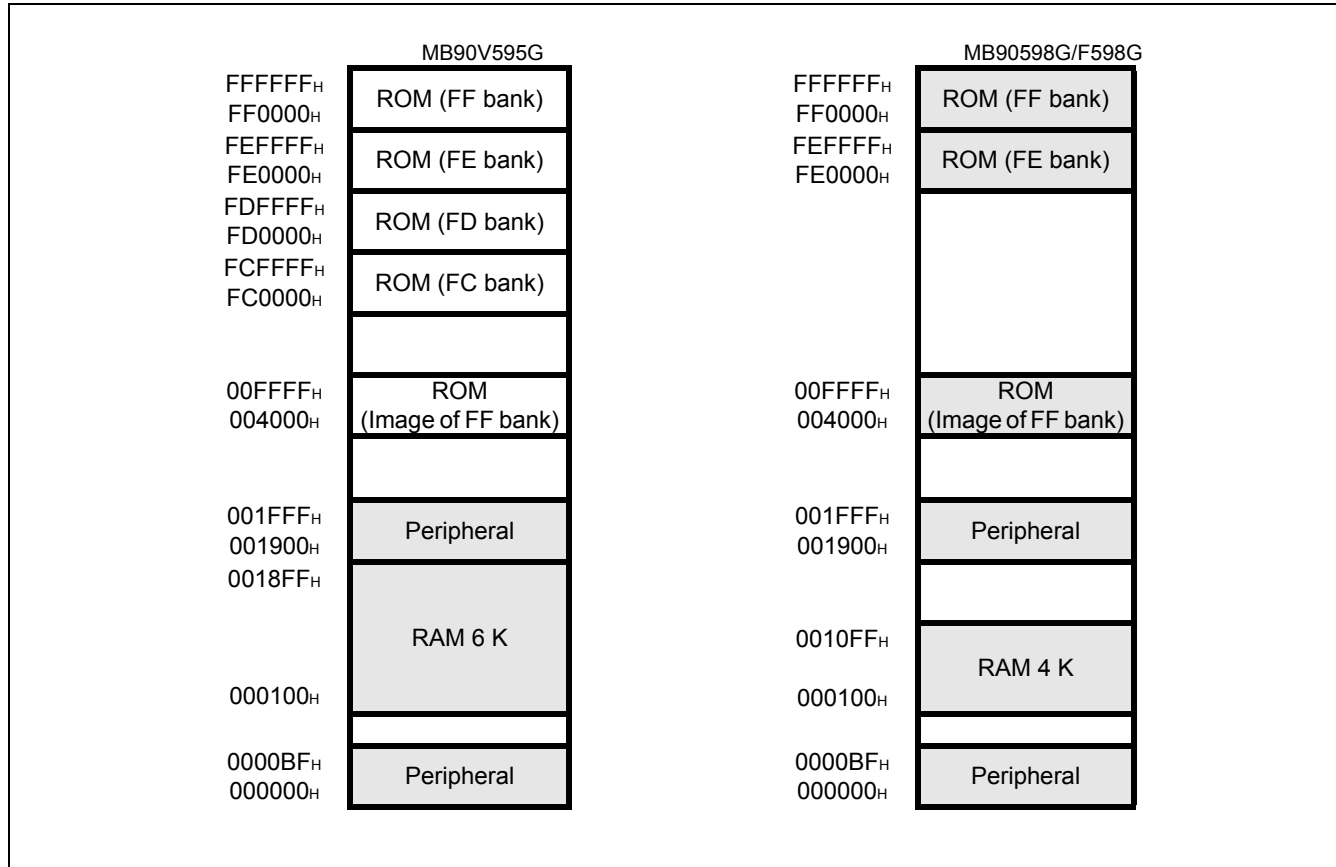 MB90V595G
FFFFFFH
FF0000H
ROM (FF bank)
FEFFFFH
FE0000H
ROM (FE bank)
FDFFFFH
FD0000H
ROM (FD bank)
FCFFFFH
FC0000H
ROM (FC bank)
00FFFFH
004000H
ROM
(Image of FF bank)
001FFFH
001900H
Peripheral
0018FFH
RAM 6 K
000100H
0000BFH
000000H
Peripheral
MB90598G/F598G
FFFFFFH
FF0000H
ROM (FF bank)
FEFFFFH
FE0000H
ROM (FE bank)
00FFFFH
004000H
ROM
(Image of FF bank)
001FFFH
001900H
Peripheral
0010FFH
RAM 4 K
000100H
0000BFH
000000H
Peripheral